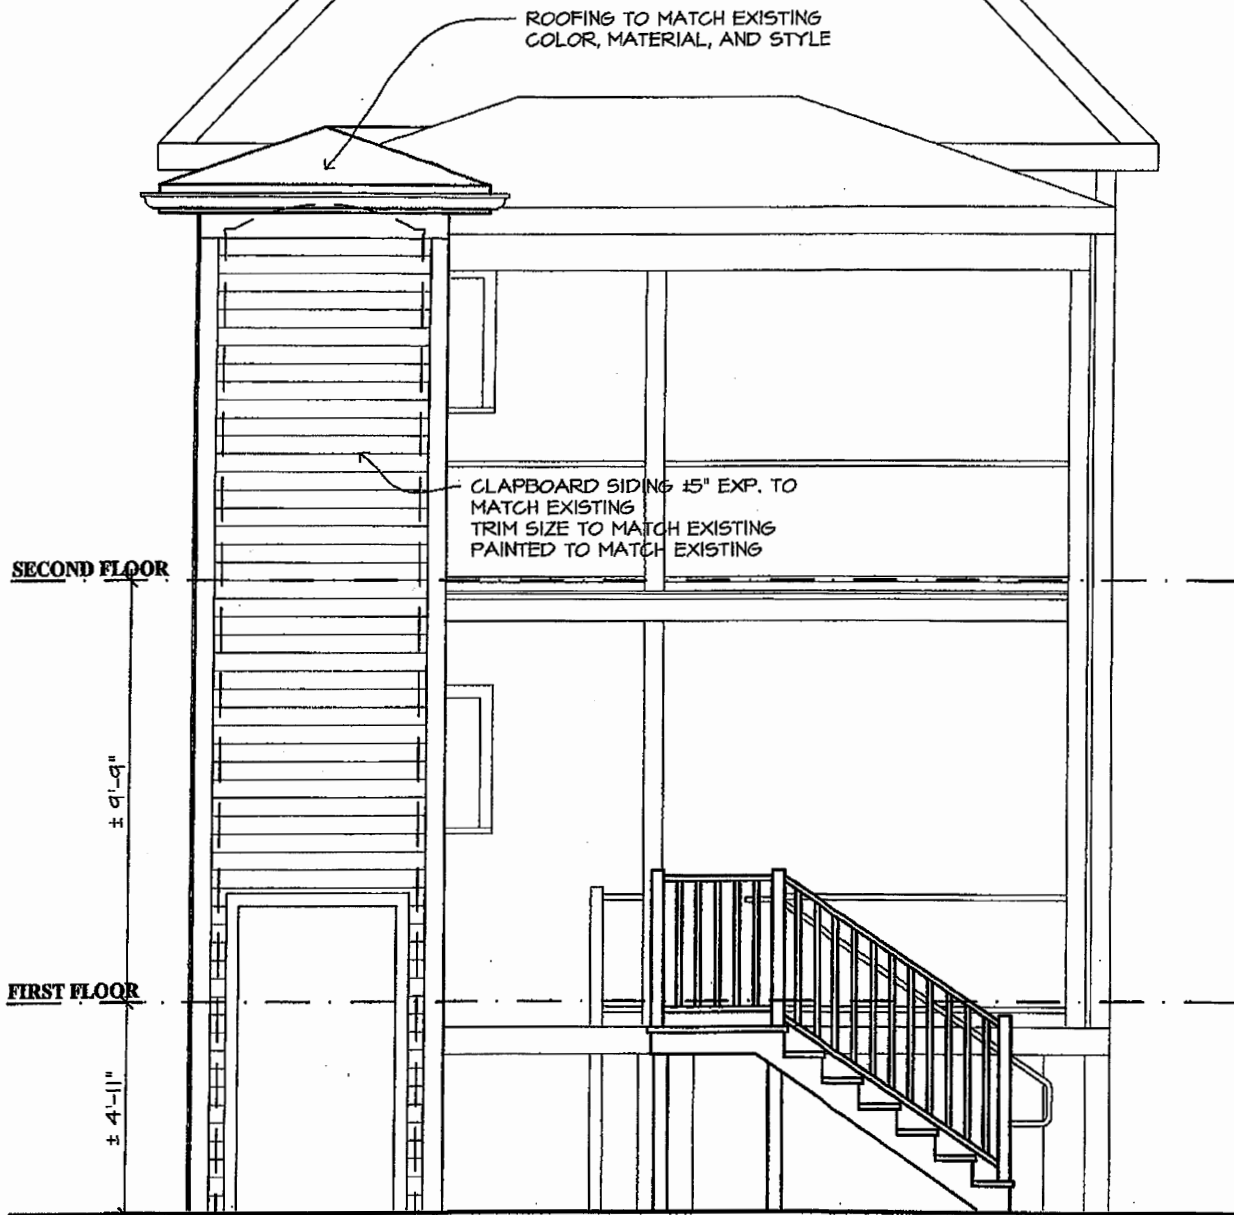 ROOFING TO MATCH EXISTING
COLOR, MATERIAL, AND STYLE
CLAPBOARD SIDING ±5" EXP. TO
MATCH EXISTING
TRIM SIZE TO MATCH EXISTING
PAINTED TO MATCH EXISTING
SECOND FLOOR
± 9'-9"
FIRST FLOOR
± 4'-11"